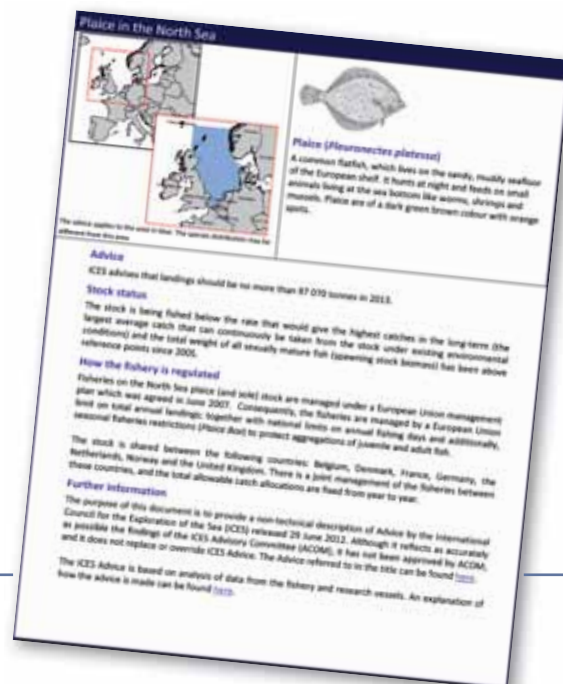 Plaice in the North Sea
Plaice (Pleuronectes platessa)
A common flatfish, which lives on the sandy, muddy seafloor
of the European shelf. It hunts at night and feeds on small
animals living at the sea bottom like worms, shrimps and
mussels. Plaice are of a dark green brown colour with orange
spots.
The advice applies to the area in blue. The species distribution may be
different from this area.
Advice
ICES advises that landings should be no more than 97 070 tonnes in 2013.
Stock status
The stock is being fished below the rate that would give the highest catches in the long-term (the
largest average catch that can continuously be taken from the stock under existing environmental
conditions) and the total weight of all sexually mature fish (spawning stock biomass) has been above
reference points since 2005.
How the fishery is regulated
Fisheries on the North Sea plaice (and sole) stock are managed under a European Union management
plan which was agreed in June 2007. Consequently, the fisheries are managed by a European Union
limit on total annual landings; together with national limits on annual fishing days and additionally,
seasonal fisheries restrictions (Plaice Box) to protect aggregations of juvenile and adult fish.
The stock is shared between the following countries: Belgium, Denmark, France, Germany, the
Netherlands, Norway and the United Kingdom. There is a joint management of the fisheries between
these countries, and the total allowable catch allocations are fixed from year to year.
Further information
The purpose of this document is to provide a non-technical description of Advice by the International
Council for the Exploration of the Sea (ICES) released 29 June 2012. Although it reflects as accurately
as possible the findings of the ICES Advisory Committee (ACOM), it has not been approved by ACOM,
and it does not replace or override ICES Advice. The Advice referred to in the title can be found here.
The ICES Advice is based on analysis of data from the fishery and research vessels. An explanation of
how the advice is made can be found here.